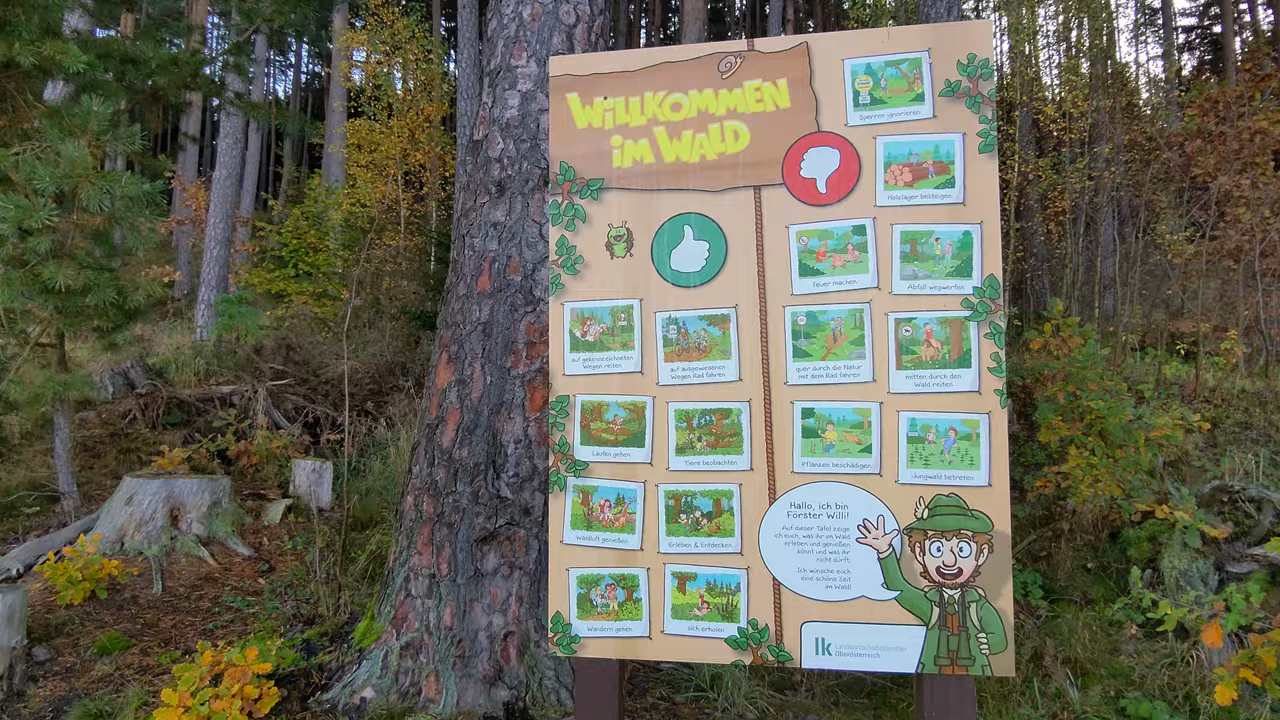 WILLKOMMEN
IM WALD
Sperren ignorieren
Holzlager besteigen
Feuer machen
Abfall wegwerfen
auf gekennzeichneten
Wegen reiten
auf ausgewiesenen
Wegen Rad fahren
quer durch die Natur
mit dem Rad fahren
mitten durch den
Wald reiten
Laufen gehen
Tiere beobachten
Pflanzen beschädigen
Jungwald betreten
Waldluft genießen
Erleben & Entdecken
Wandern gehen
sich erholen
Hallo, ich bin
Förster Willi!
Auf dieser Tafel zeige
ich euch, was ihr im Wald
erleben und genießen
könnt und was ihr
nicht dürft.
Ich wünsche euch
eine schöne Zeit
im Wald!
lk Landwirtschaftskammer
Oberösterreich